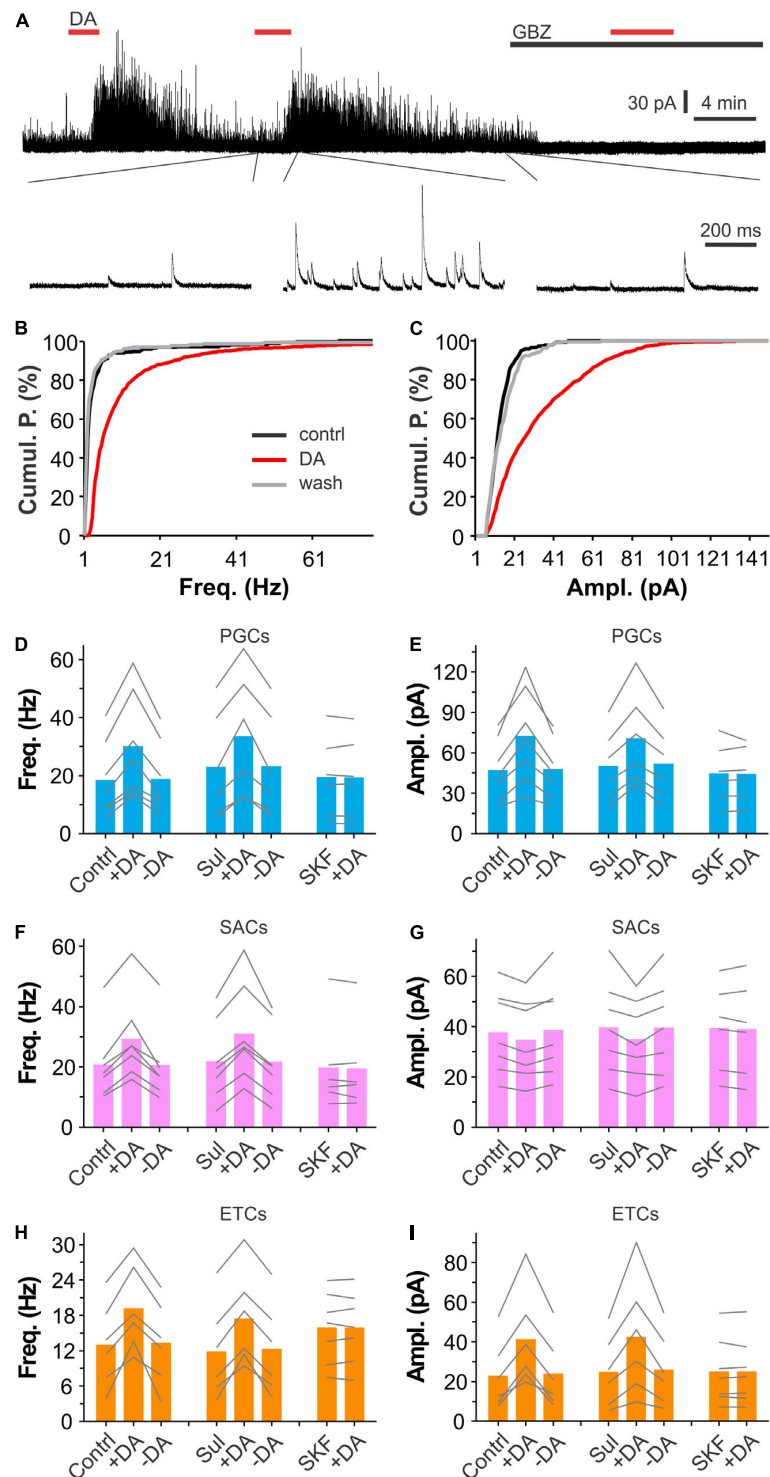 A
DA
GBZ
30 pA
4 min
200 ms
B
100
80
60
40
20
0
Cumul. P. (%)
contrl
DA
wash
1 21 41 61
Freq. (Hz)
C
100
80
60
40
20
0
Cumul. P. (%)
1 21 41 61 81 101 121 141
Ampl. (pA)
D
PGCs
60
40
20
0
Freq. (Hz)
Contrl +DA -DA Sul +DA -DA SKF +DA
E
PGCs
120
90
60
30
0
Ampl. (pA)
Contrl +DA -DA Sul +DA -DA SKF +DA
F
SACs
60
40
20
0
Freq. (Hz)
Contrl +DA -DA Sul +DA -DA SKF +DA
G
SACs
60
40
20
0
Ampl. (pA)
Contrl +DA -DA Sul +DA -DA SKF +DA
H
ETCs
30
24
18
12
6
0
Freq. (Hz)
Contrl +DA -DA Sul +DA -DA SKF +DA
I
ETCs
80
60
40
20
0
Ampl. (pA)
Contrl +DA -DA Sul +DA -DA SKF +DA